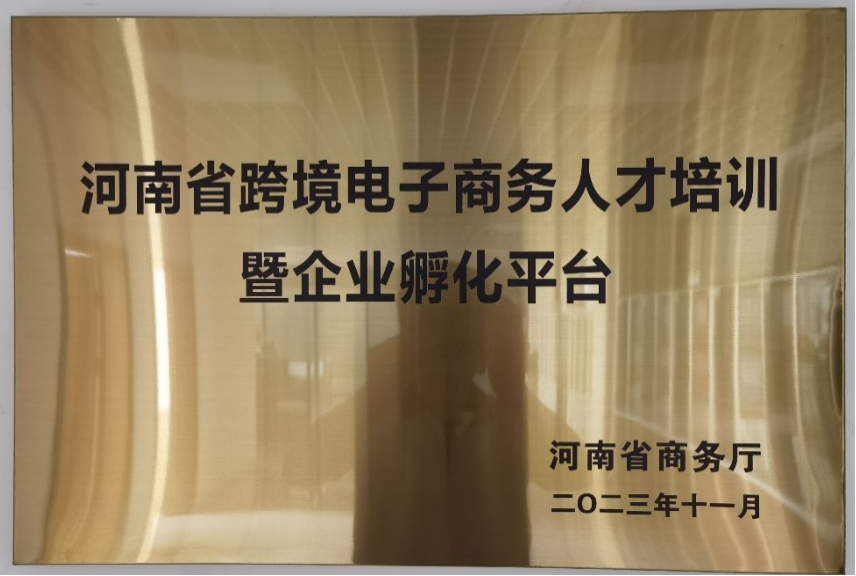 河南省跨境电子商务人才培训
暨企业孵化平台
河南省商务厅
二〇二三年十一月